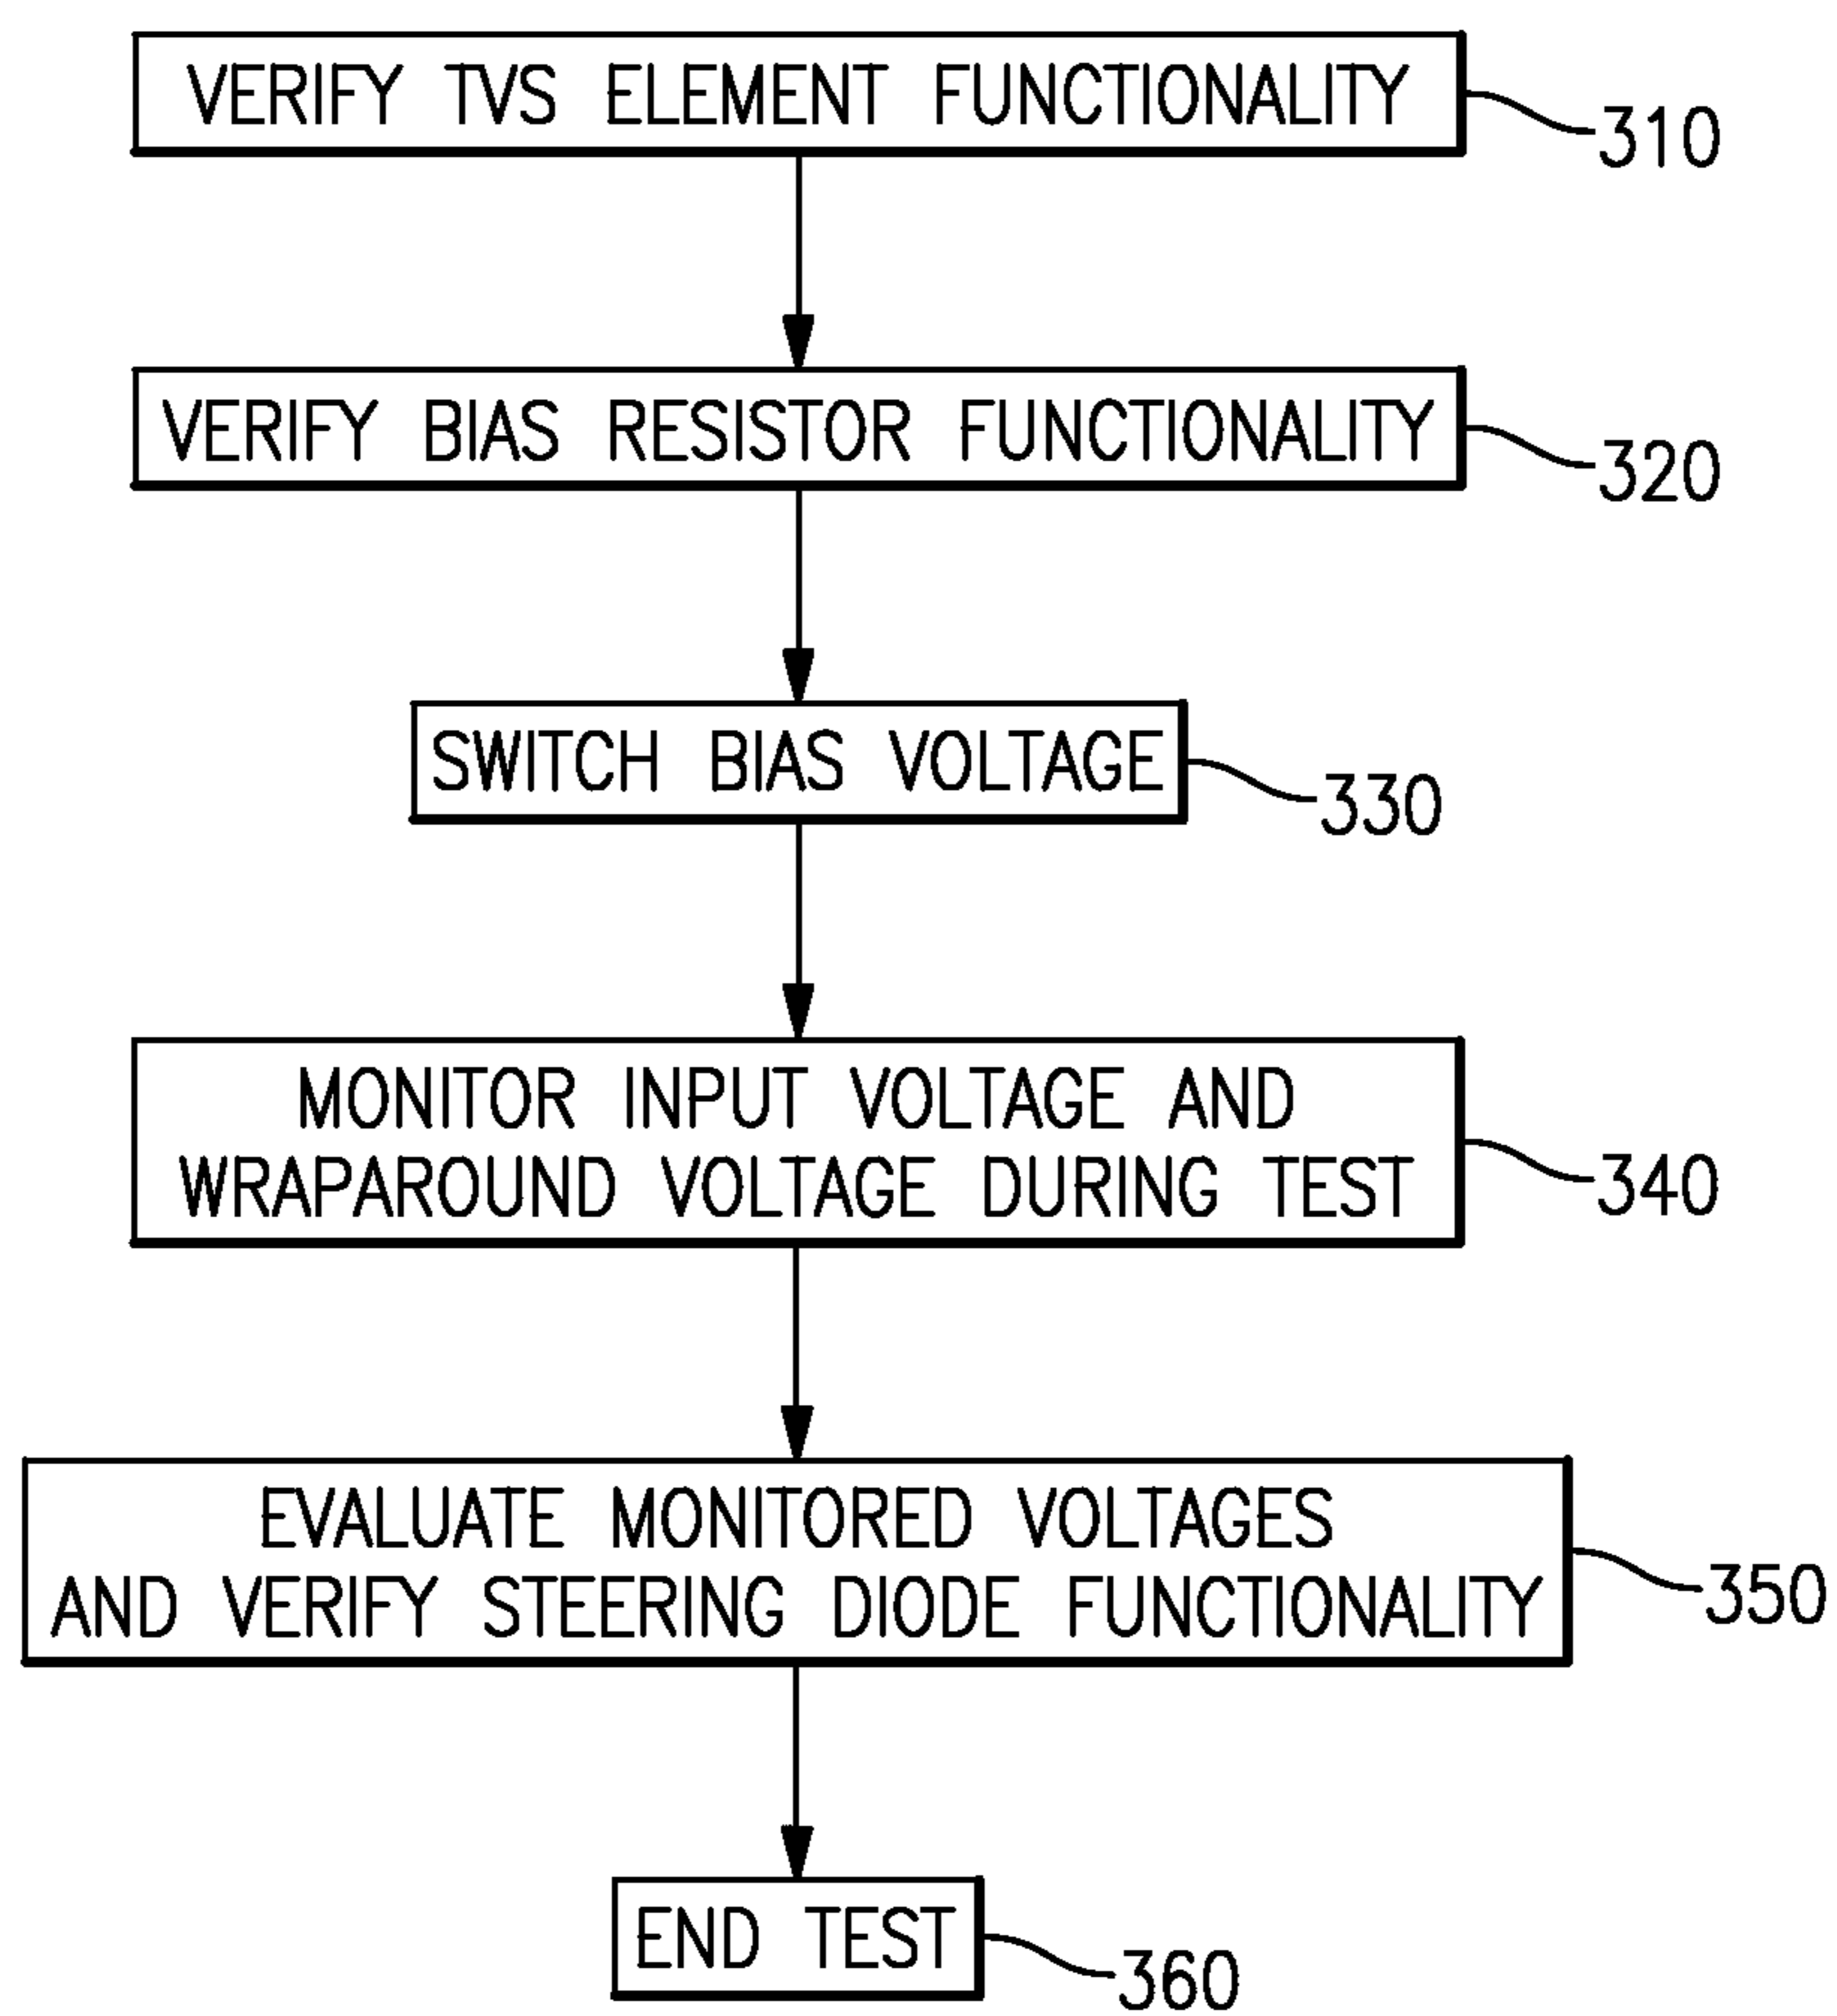 VERIFY TVS ELEMENT FUNCTIONALITY
310
VERIFY BIAS RESISTOR FUNCTIONALITY
320
SWITCH BIAS VOLTAGE
330
MONITOR INPUT VOLTAGE AND
WRAPAROUND VOLTAGE DURING TEST
340
EVALUATE MONITORED VOLTAGES
AND VERIFY STEERING DIODE FUNCTIONALITY
350
END TEST
360